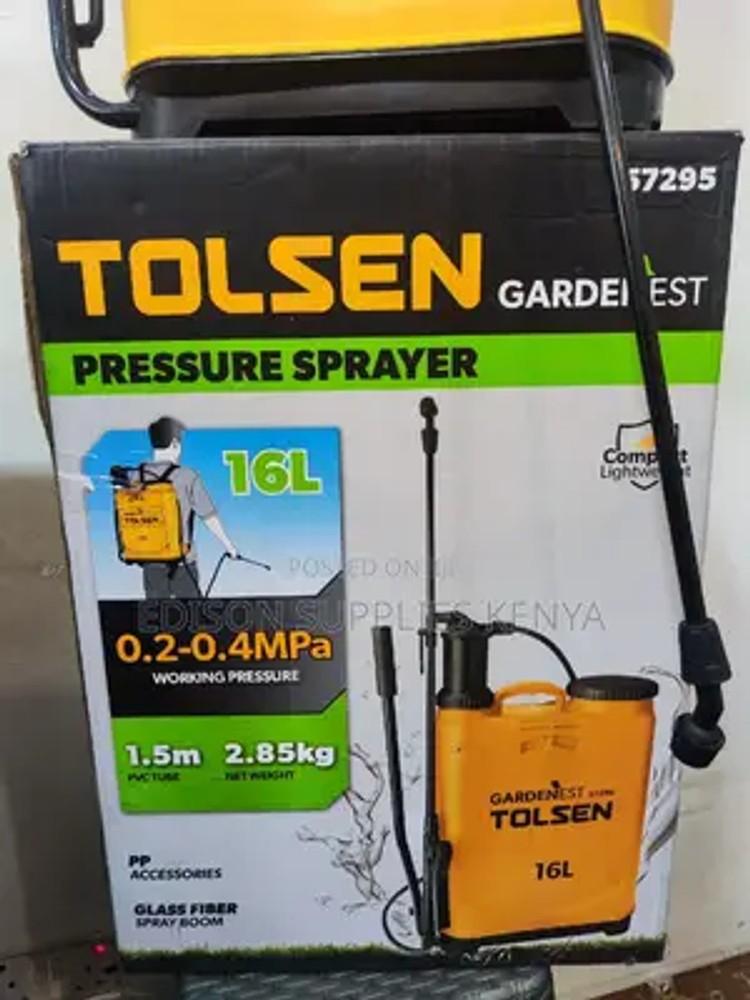 57295
TOLSEN GARDENEST
PRESSURE SPRAYER
16L
Compact
Lightweight
TOLSEN
POSTED ON
EDISON SUPPLIES KENYA
0.2-0.4MPa
WORKING PRESSURE
1.5m 2.85kg
PVC TUBE NET WEIGHT
GARDENEST
TOLSEN
16L
PP
ACCESSORIES
GLASS FIBER
SPRAY BOOM